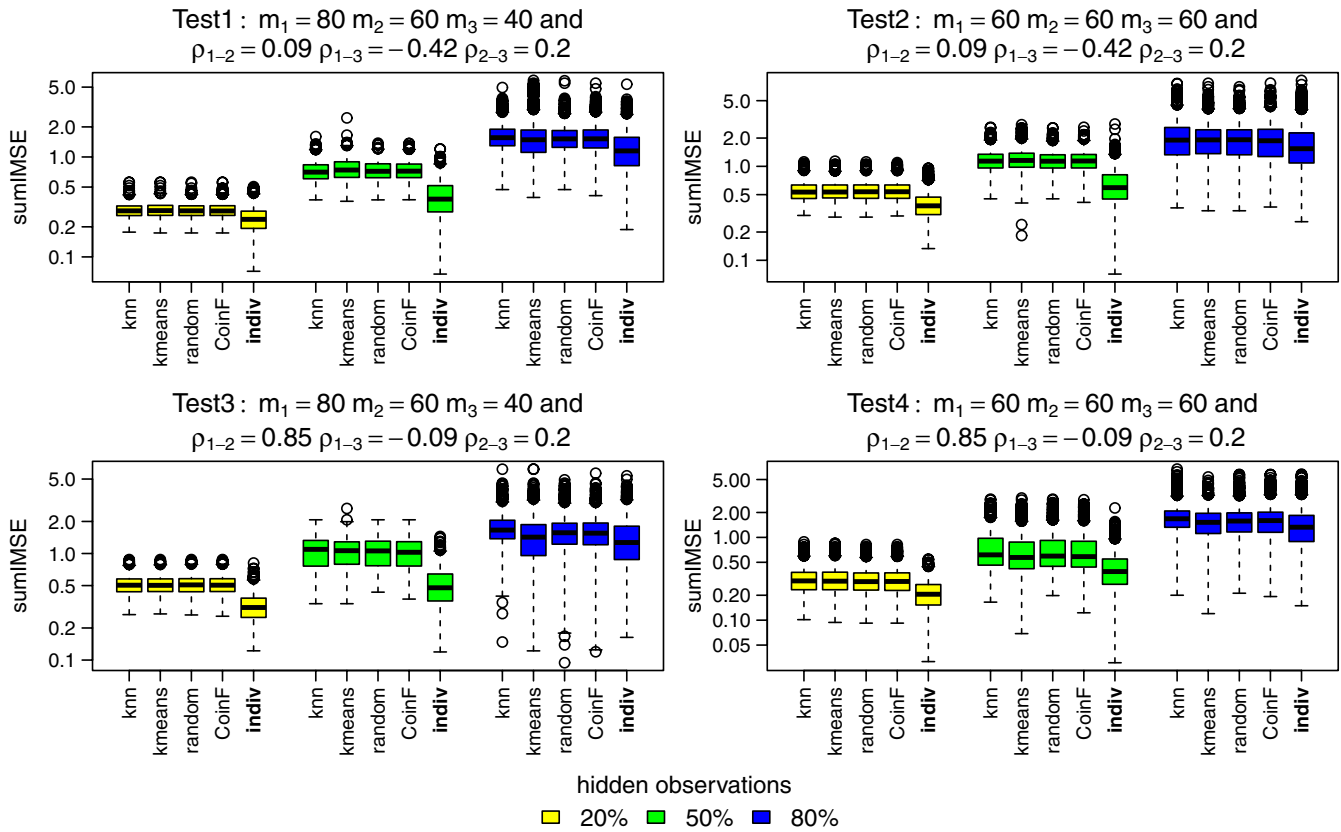 Test1 : m₁ = 80 m₂ = 60 m₃ = 40 and
ρ₁₋₂ = 0.09 ρ₁₋₃ = −0.42 ρ₂₋₃ = 0.2
sumIMSE
5.0
2.0
1.0
0.5
0.2
0.1
knn kmeans random CoinF indiv knn kmeans random CoinF indiv knn kmeans random CoinF indiv
Test2 : m₁ = 60 m₂ = 60 m₃ = 60 and
ρ₁₋₂ = 0.09 ρ₁₋₃ = −0.42 ρ₂₋₃ = 0.2
sumIMSE
5.0
2.0
1.0
0.5
0.2
0.1
knn kmeans random CoinF indiv knn kmeans random CoinF indiv knn kmeans random CoinF indiv
Test3 : m₁ = 80 m₂ = 60 m₃ = 40 and
ρ₁₋₂ = 0.85 ρ₁₋₃ = −0.09 ρ₂₋₃ = 0.2
sumIMSE
5.0
2.0
1.0
0.5
0.2
0.1
knn kmeans random CoinF indiv knn kmeans random CoinF indiv knn kmeans random CoinF indiv
Test4 : m₁ = 60 m₂ = 60 m₃ = 60 and
ρ₁₋₂ = 0.85 ρ₁₋₃ = −0.09 ρ₂₋₃ = 0.2
sumIMSE
5.00
2.00
1.00
0.50
0.20
0.10
0.05
knn kmeans random CoinF indiv knn kmeans random CoinF indiv knn kmeans random CoinF indiv
hidden observations
20% 50% 80%